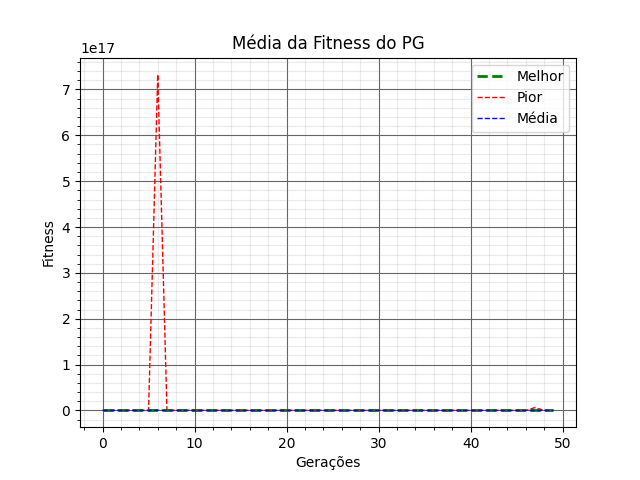 Média da Fitness do PG
1e17
7
6
5
4
3
2
1
0
Fitness
Melhor
Pior
Média
0 10 20 30 40 50
Gerações